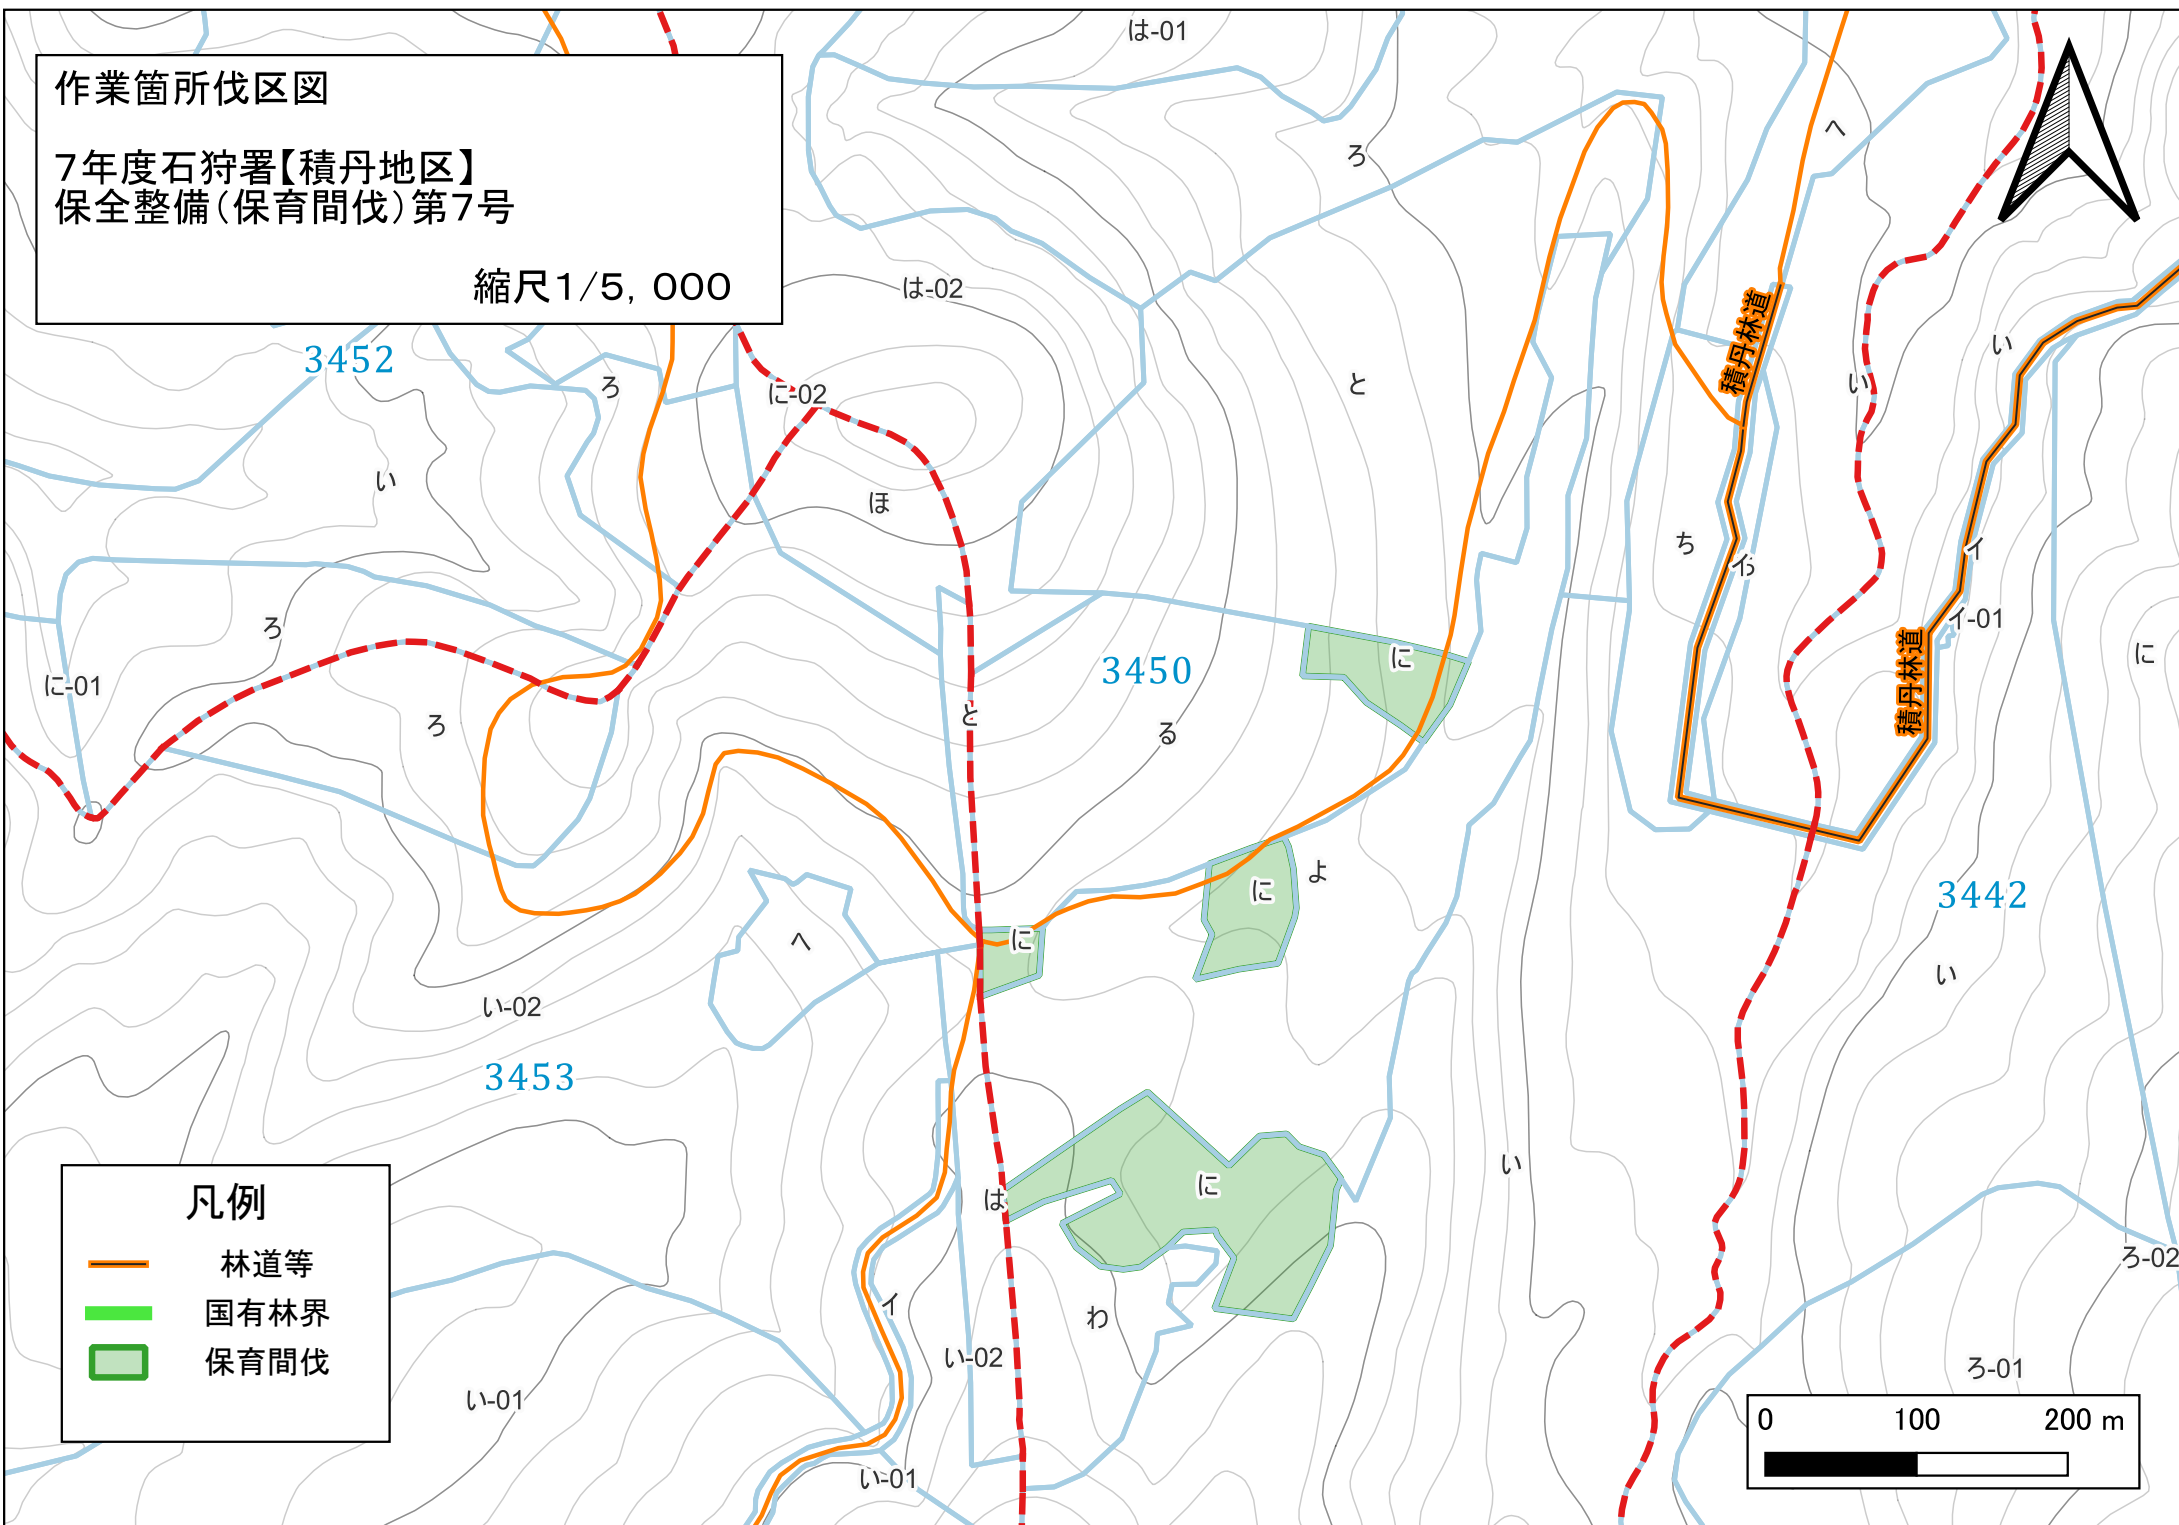 作業箇所伐区図
7年度石狩署【積丹地区】
保全整備（保育間伐）第7号
縮尺1/5，000
は-01
ろ
へ
は-02
3452
ろ
に-02
と
積丹林道
い
い
い
ほ
ち
イ
イ
ろ
3450
に
イ-01
に
に-01
ろ
と
る
積丹林道
に
よ
3442
へ
に
い
い-02
3453
い
は
に
イ
わ
い-02
ろ-02
い-01
ろ-01
い-01
凡例
林道等
国有林界
保育間伐
0 100 200 m